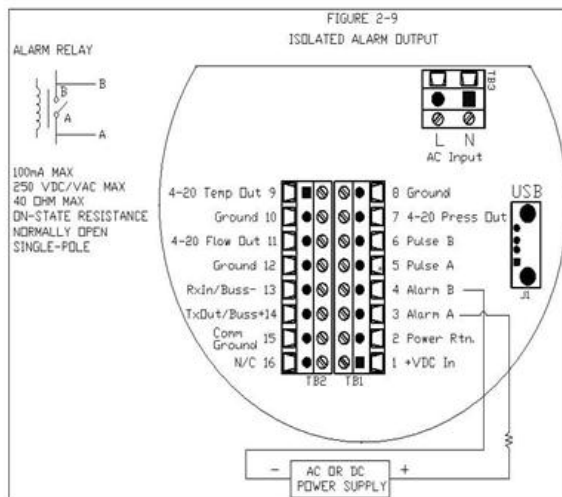 FIGURE 2-9
ISOLATED ALARM OUTPUT
ALARM RELAY
B
B
A
A
100mA MAX
250 VDC/VAC MAX
40 OHM MAX
ON-STATE RESISTANCE
NORMALLY OPEN
SINGLE-POLE
TB3
L N
AC Input
USB
J1
4-20 Temp Out 9
Ground 10
4-20 Flow Out 11
Ground 12
RxIn/Buss- 13
TxOut/Buss+14
Comm
Ground 15
N/C 16
8 Ground
7 4-20 Press Out
6 Pulse B
5 Pulse A
4 Alarm B
3 Alarm A
2 Power Rtn.
1 +VDC In
TB2 TB1
- +
AC OR DC
POWER SUPPLY